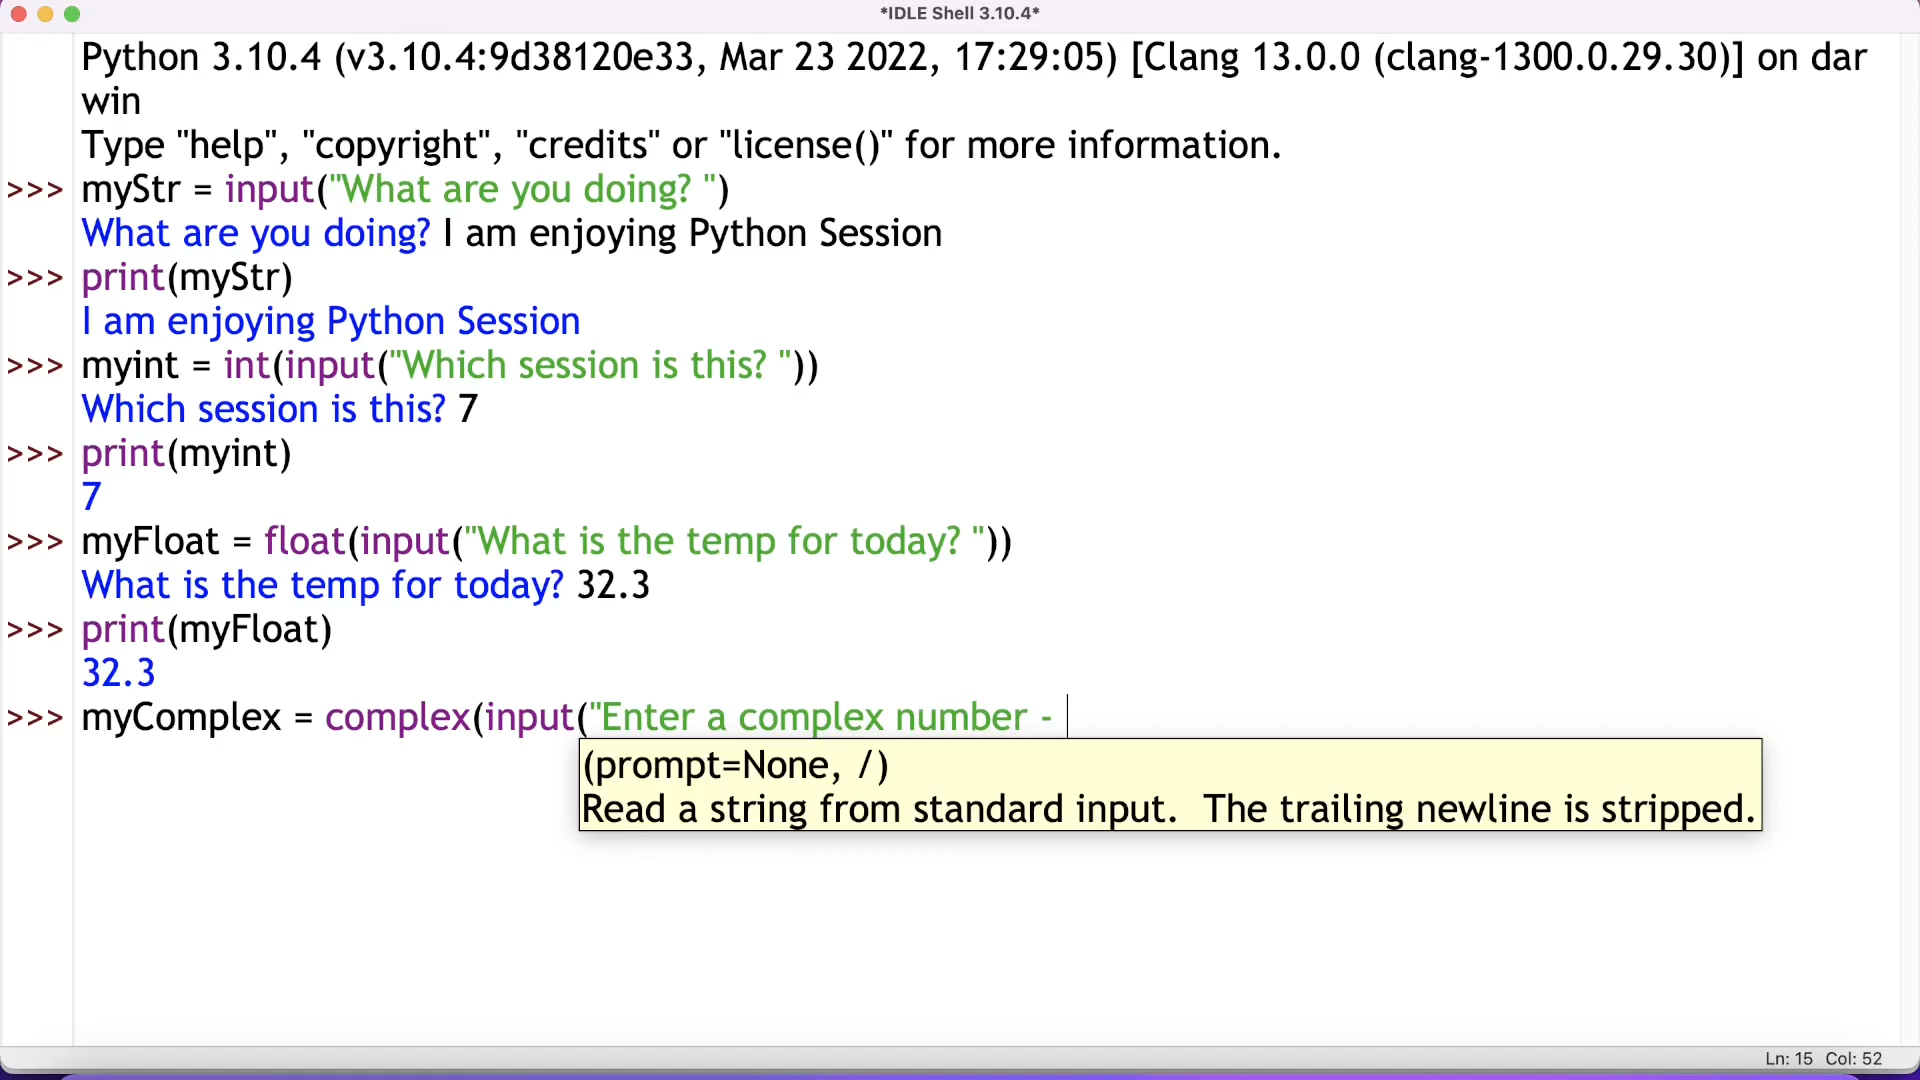 *IDLE Shell 3.10.4*
Python 3.10.4 (v3.10.4:9d38120e33, Mar 23 2022, 17:29:05) [Clang 13.0.0 (clang-1300.0.29.30)] on dar
win
Type "help", "copyright", "credits" or "license()" for more information.
>>> myStr = input("What are you doing? ")
What are you doing? I am enjoying Python Session
>>> print(myStr)
I am enjoying Python Session
>>> myint = int(input("Which session is this? "))
Which session is this? 7
>>> print(myint)
7
>>> myFloat = float(input("What is the temp for today? "))
What is the temp for today? 32.3
>>> print(myFloat)
32.3
>>> myComplex = complex(input("Enter a complex number - 
(prompt=None, /)
Read a string from standard input.  The trailing newline is stripped.
Ln: 15 Col: 52